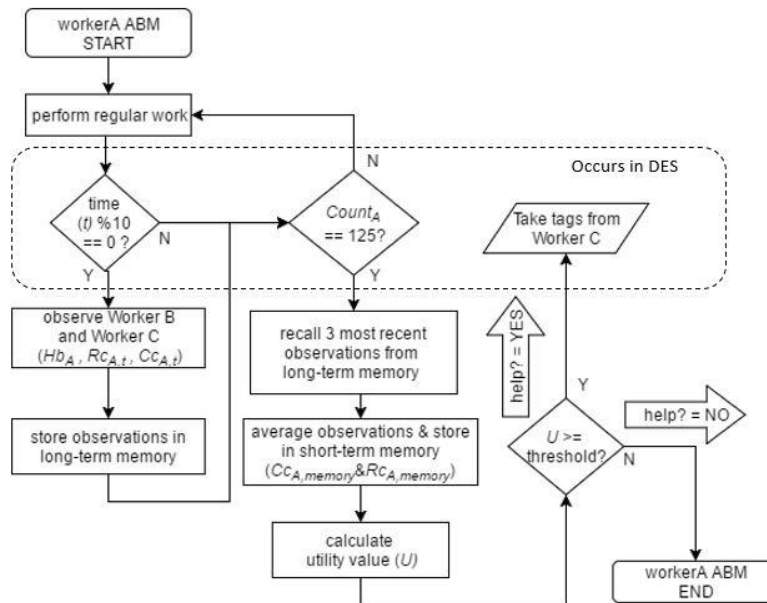 workerA ABM
START
perform regular work
N
Occurs in DES
time
(t) %10
== 0 ?
N
Y
Count_A
== 125?
Y
Take tags from
Worker C
observe Worker B
and Worker C
(Hb_A , Rc_A,t , Cc_A,t)
store observations in
long-term memory
recall 3 most recent
observations from
long-term memory
average observations & store
in short-term memory
(Cc_A,memory&Rc_A,memory)
calculate
utility value (U)
help? = YES
Y
help? = NO
U >=
threshold?
N
workerA ABM
END